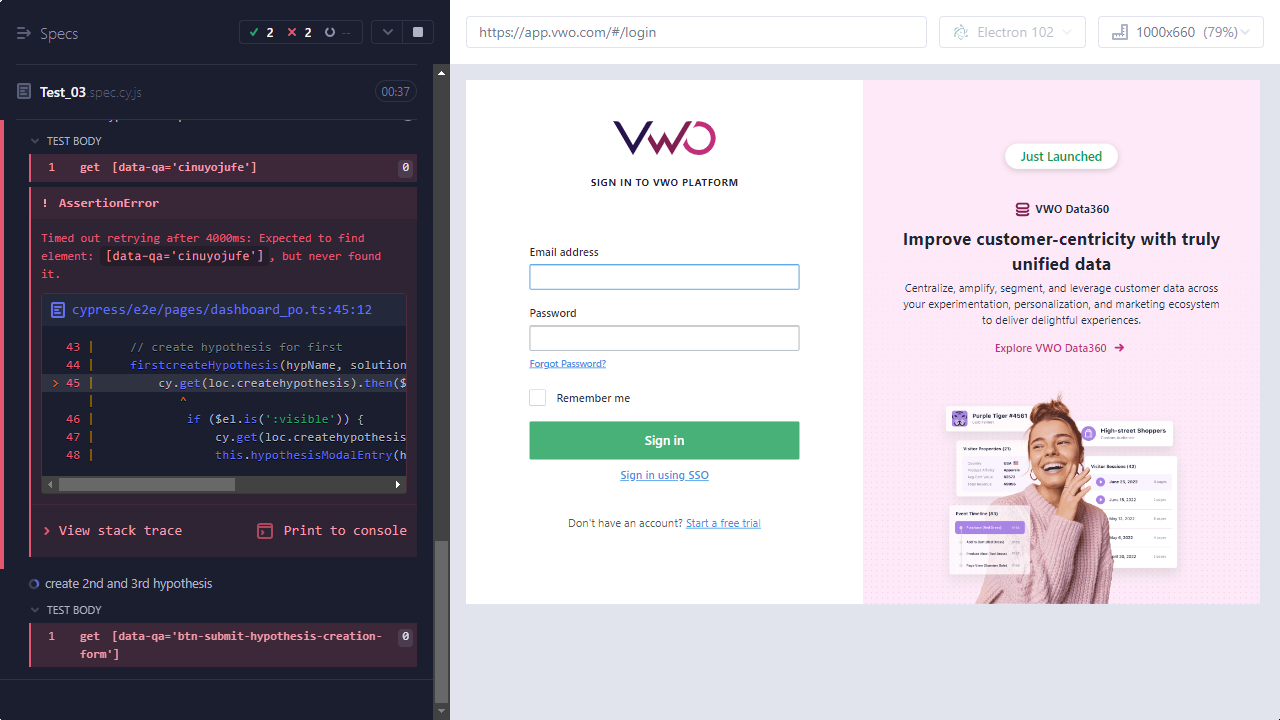 Specs
2
2
--
Test_03.spec.cy.js
00:37
TEST BODY
1 get [data-qa='cinuyojufe'] 0
! AssertionError
Timed out retrying after 4000ms: Expected to find
element: [data-qa='cinuyojufe'], but never found
it.
cypress/e2e/pages/dashboard_po.ts:45:12
43 | // create hypothesis for first
44 | firstcreateHypothesis(hypName, solution
> 45 | cy.get(loc.createhypothesis).then($
| ^
46 | if ($el.is(':visible')) {
47 | cy.get(loc.createhypothesis
48 | this.hypothesisModalEntry(h
View stack trace
Print to console
create 2nd and 3rd hypothesis
TEST BODY
1 get [data-qa='btn-submit-hypothesis-creation-
form'] 0
https://app.vwo.com/#/login
Electron 102
1000x660 (79%)
VWO
SIGN IN TO VWO PLATFORM
Email address
Password
Forgot Password?
Remember me
Sign in
Sign in using SSO
Don't have an account? Start a free trial
Just Launched
VWO Data360
Improve customer-centricity with truly
unified data
Centralize, amplify, segment, and leverage customer data across
your experimentation, personalization, and marketing ecosystem
to deliver delightful experiences.
Explore VWO Data360
Purple Tiger #4581
High-street Shoppers
Visitor Properties (21)
Visitor Sessions (42)
June 23, 2022
June 15, 2022
May 12, 2022
May 6, 2022
April 30, 2022